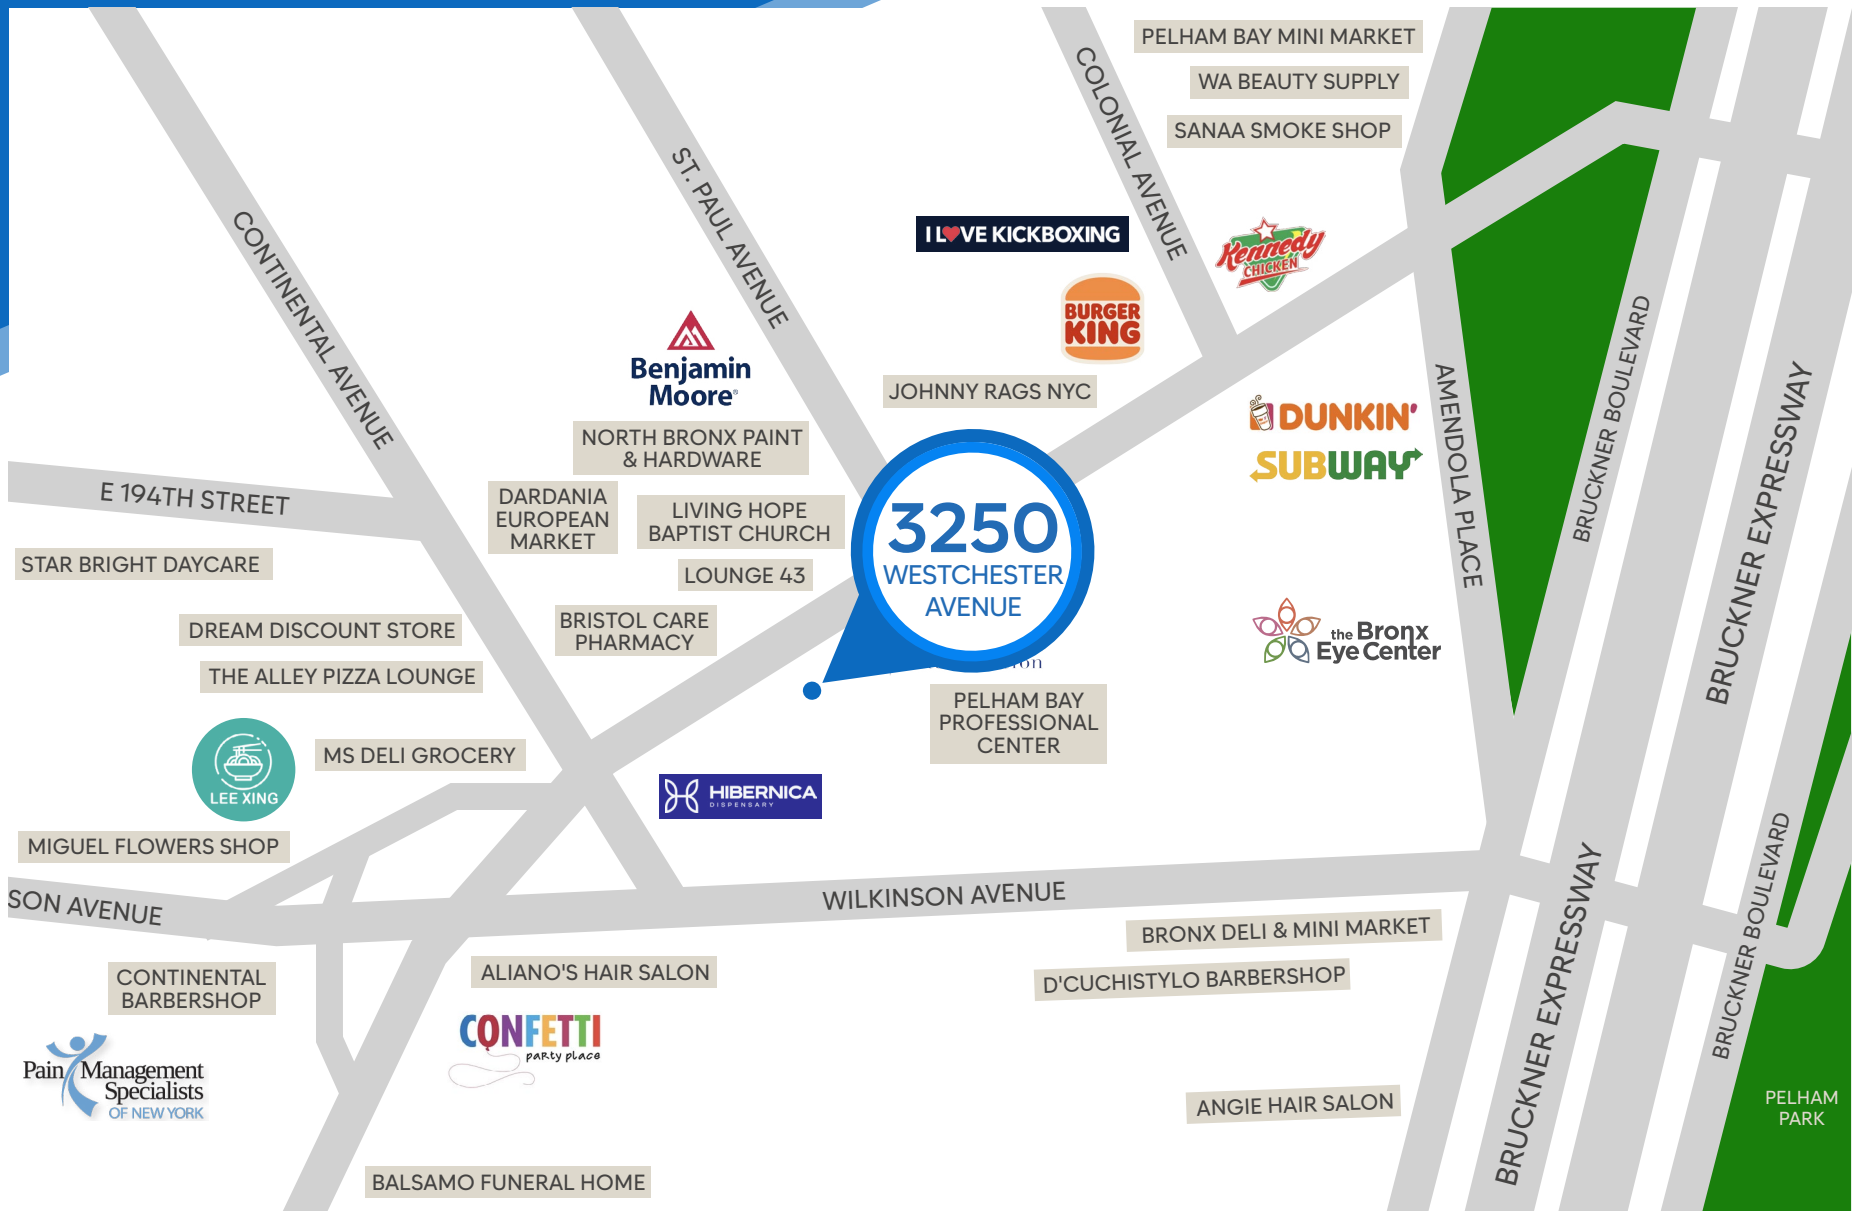 PELHAM BAY MINI MARKET
WA BEAUTY SUPPLY
SANAA SMOKE SHOP
COLONIAL AVENUE
ST. PAUL AVENUE
CONTINENTAL AVENUE
I L❤VE KICKBOXING
Kennedy
CHICKEN
BURGER
KING
Benjamin
Moore®
JOHNNY RAGS NYC
NORTH BRONX PAINT
& HARDWARE
DUNKIN'
SUBWAY
AMENDOLA PLACE
BRUCKNER BOULEVARD
BRUCKNER EXPRESSWAY
E 194TH STREET
DARDANIA
EUROPEAN
MARKET
LIVING HOPE
BAPTIST CHURCH
3250
WESTCHESTER
AVENUE
STAR BRIGHT DAYCARE
LOUNGE 43
DREAM DISCOUNT STORE
BRISTOL CARE
PHARMACY
the Bronx
Eye Center
THE ALLEY PIZZA LOUNGE
PELHAM BAY
PROFESSIONAL
CENTER
MS DELI GROCERY
LEE XING
HIBERNICA
DISPENSARY
MIGUEL FLOWERS SHOP
SON AVENUE
WILKINSON AVENUE
BRUCKNER EXPRESSWAY
BRUCKNER BOULEVARD
BRONX DELI & MINI MARKET
CONTINENTAL
BARBERSHOP
ALIANO'S HAIR SALON
D'CUCHISTYLO BARBERSHOP
CONFETTI
party place
Pain Management
Specialists
OF NEW YORK
ANGIE HAIR SALON
PELHAM
PARK
BALSAMO FUNERAL HOME